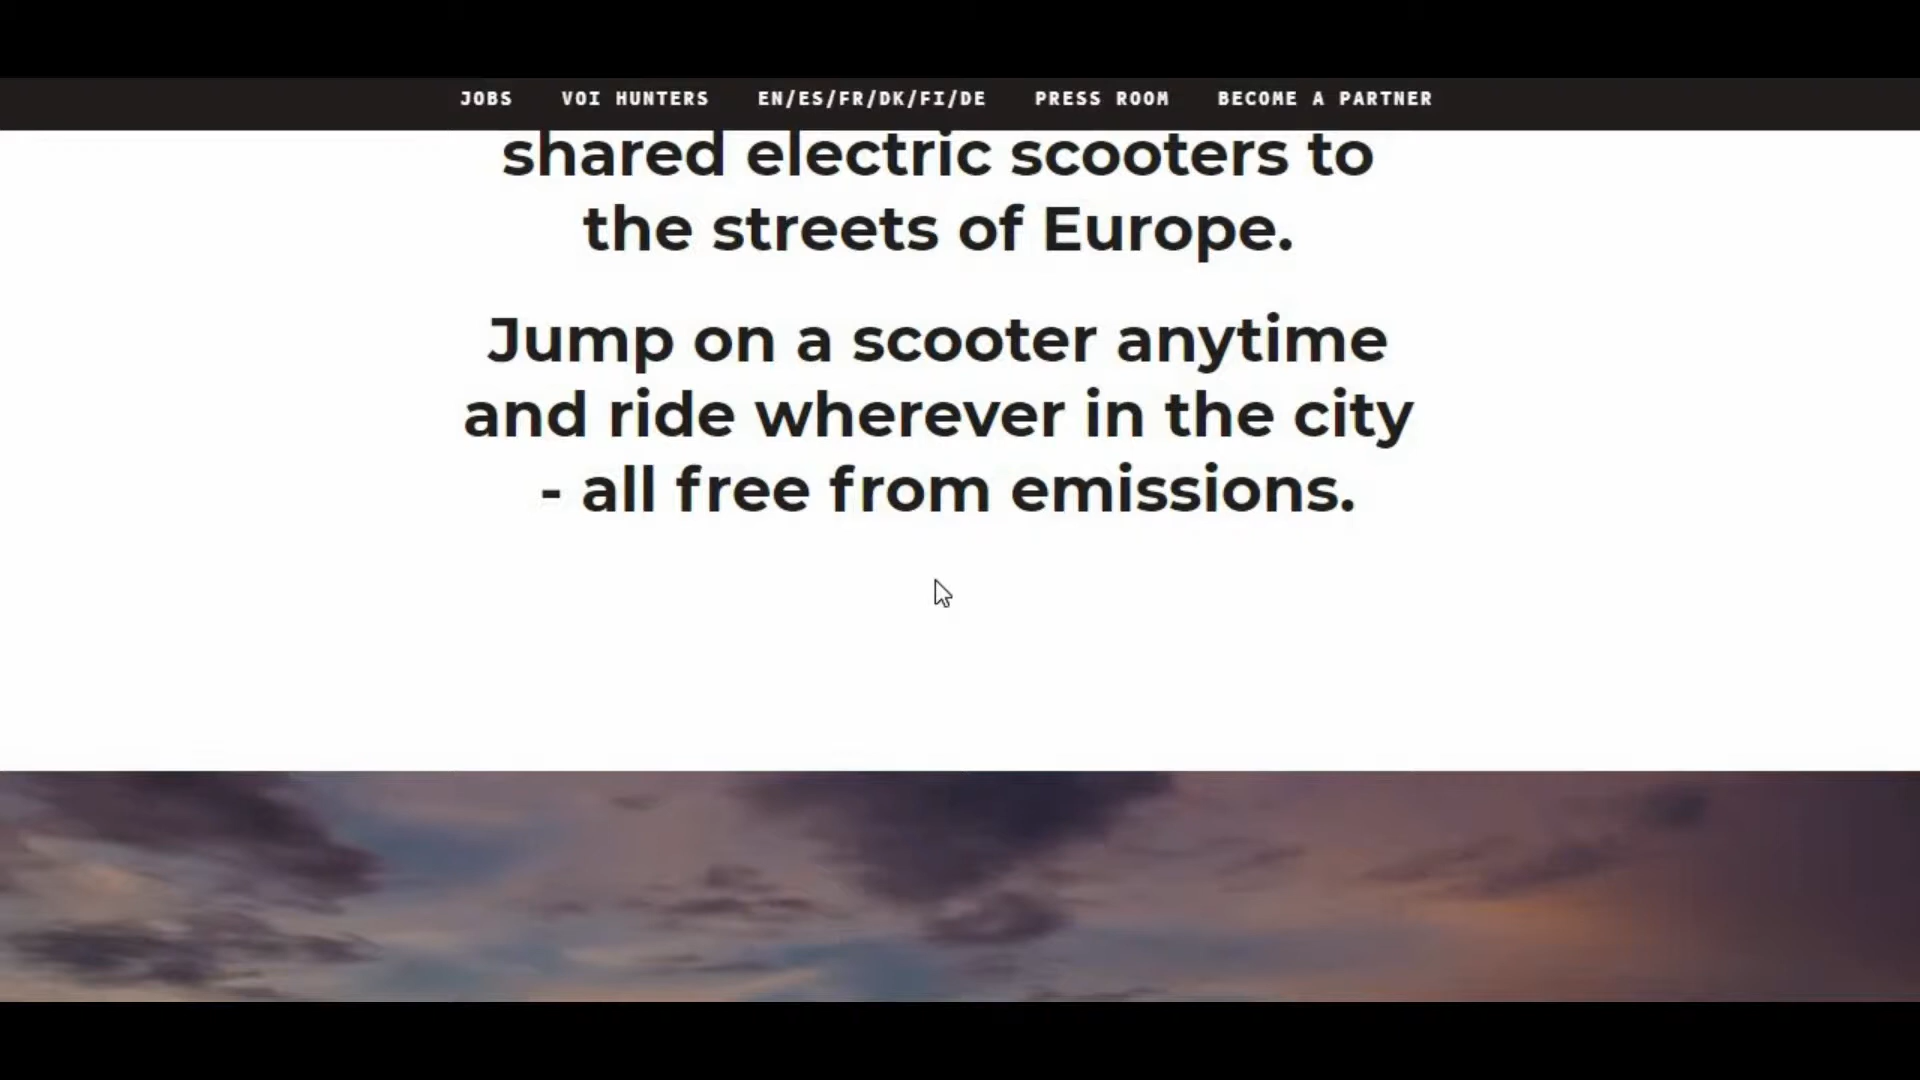 JOBS VOI HUNTERS EN/ES/FR/DK/FI/DE PRESS ROOM BECOME A PARTNER
shared electric scooters to
the streets of Europe.
Jump on a scooter anytime
and ride wherever in the city
- all free from emissions.